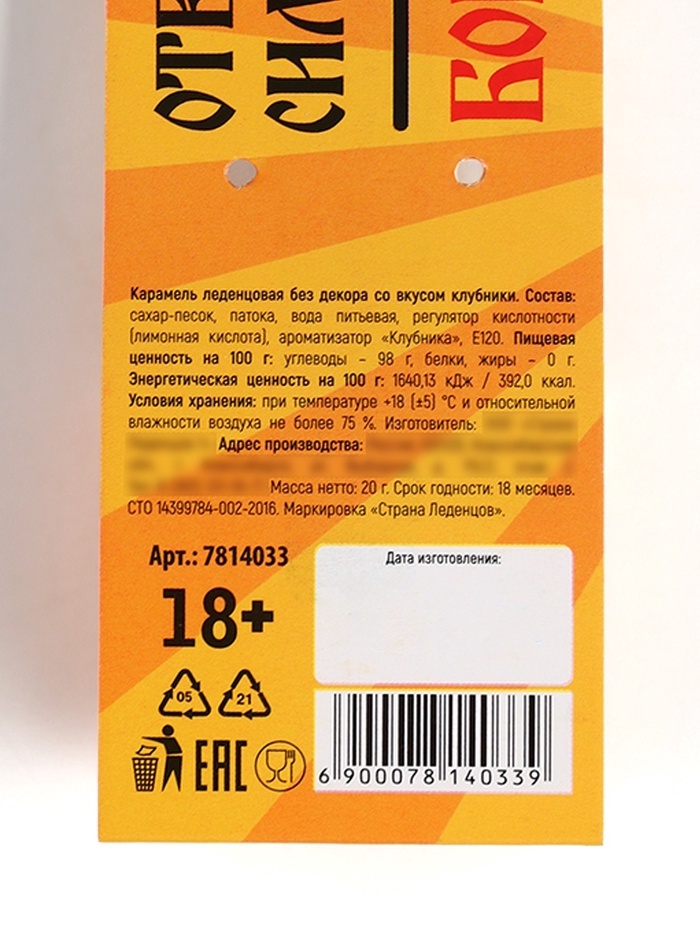 Карамель леденцовая без декора со вкусом клубники. Состав:
сахар-песок, патока, вода питьевая, регулятор кислотности
(лимонная кислота), ароматизатор «Клубника», Е120. Пищевая
ценность на 100 г: углеводы – 98 г, белки, жиры – 0 г.
Энергетическая ценность на 100 г: 1640,13 кДж / 392,0 ккал.
Условия хранения: при температуре +18 (±5) °С и относительной
влажности воздуха не более 75 %. Изготовитель:
Адрес производства:
Масса нетто: 20 г. Срок годности: 18 месяцев.
СТО 14399784-002-2016. Маркировка «Страна Леденцов».
Арт.: 7814033
Дата изготовления:
18+
05 21
EAC
6 900078 140339